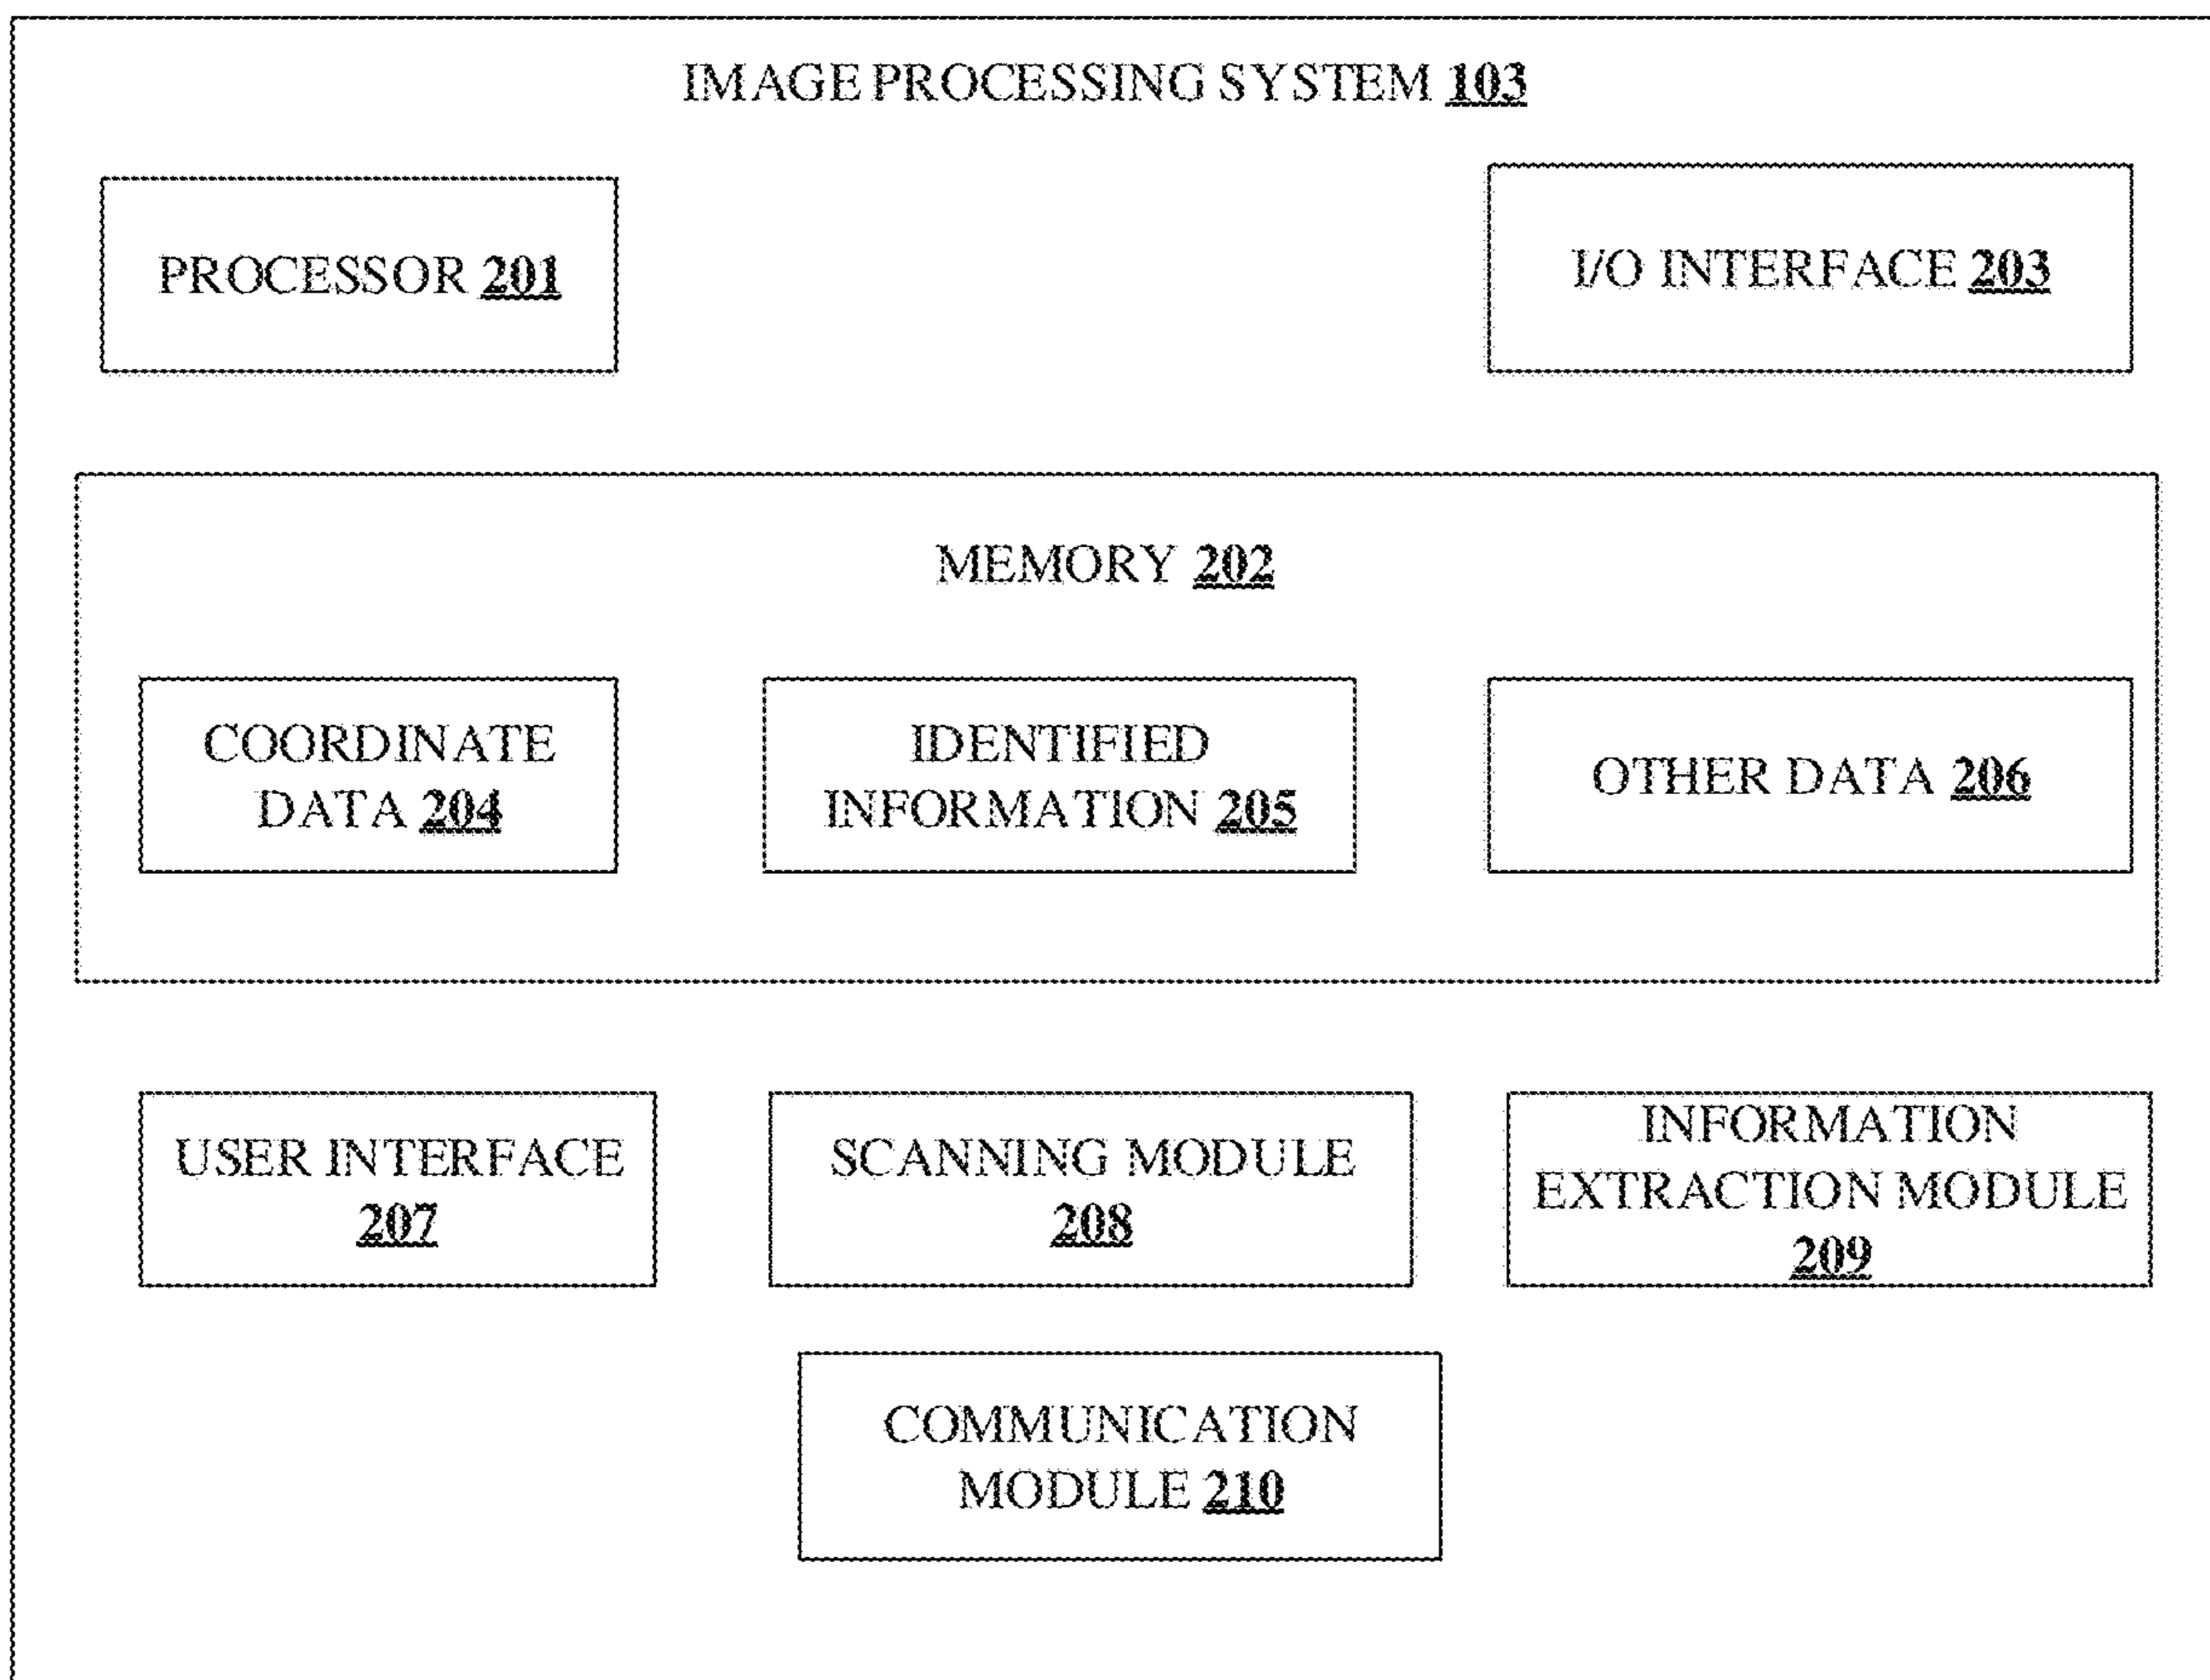 IMAGE PROCESSING SYSTEM 103
PROCESSOR 201
I/O INTERFACE 203
MEMORY 202
COORDINATE
DATA 204
IDENTIFIED
INFORMATION 205
OTHER DATA 206
USER INTERFACE
207
SCANNING MODULE
208
INFORMATION
EXTRACTION MODULE
209
COMMUNICATION
MODULE 210